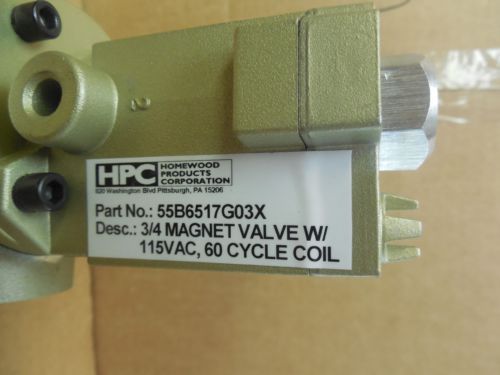 2
HPC HOMEWOOD
PRODUCTS
CORPORATION
820 Washington Blvd Pittsburgh, PA 15206
Part No.: 55B6517G03X
Desc.: 3/4 MAGNET VALVE W/
115VAC, 60 CYCLE COIL